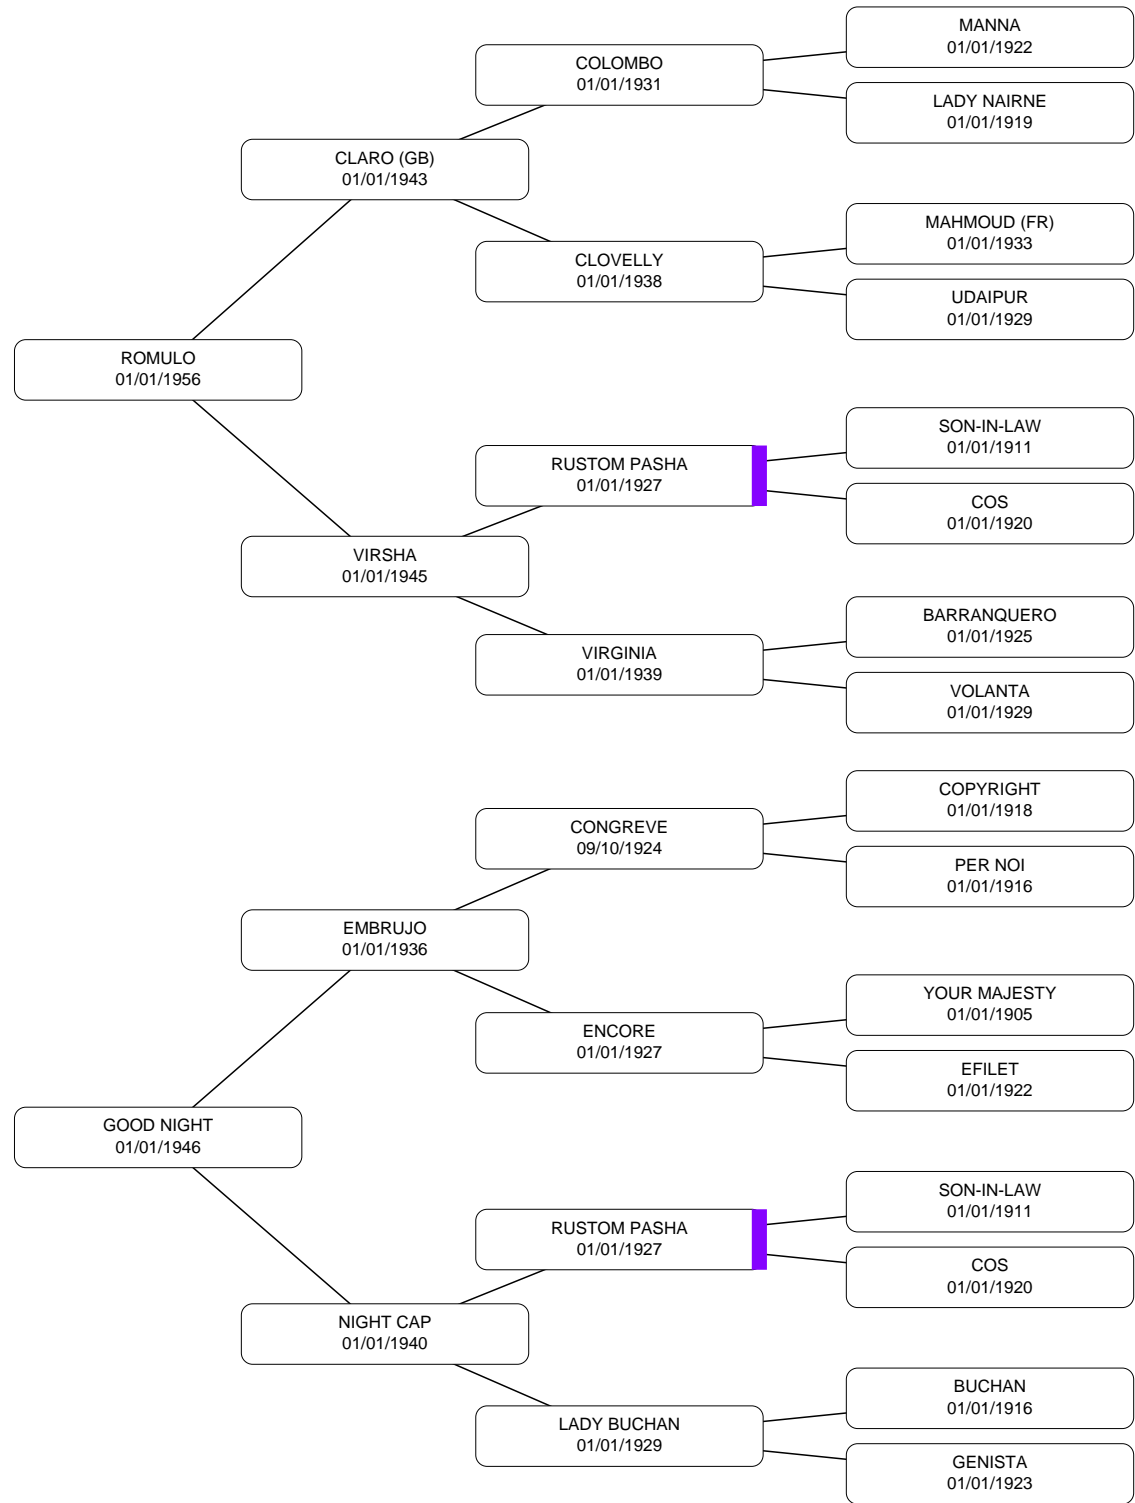 MANNA
01/01/1922
COLOMBO
01/01/1931
LADY NAIRNE
01/01/1919
CLARO (GB)
01/01/1943
MAHMOUD (FR)
01/01/1933
CLOVELLY
01/01/1938
UDAIPUR
01/01/1929
ROMULO
01/01/1956
SON-IN-LAW
01/01/1911
RUSTOM PASHA
01/01/1927
COS
01/01/1920
VIRSHA
01/01/1945
BARRANQUERO
01/01/1925
VIRGINIA
01/01/1939
VOLANTA
01/01/1929
COPYRIGHT
01/01/1918
CONGREVE
09/10/1924
PER NOI
01/01/1916
EMBRUJO
01/01/1936
YOUR MAJESTY
01/01/1905
ENCORE
01/01/1927
EFILET
01/01/1922
GOOD NIGHT
01/01/1946
SON-IN-LAW
01/01/1911
RUSTOM PASHA
01/01/1927
COS
01/01/1920
NIGHT CAP
01/01/1940
BUCHAN
01/01/1916
LADY BUCHAN
01/01/1929
GENISTA
01/01/1923